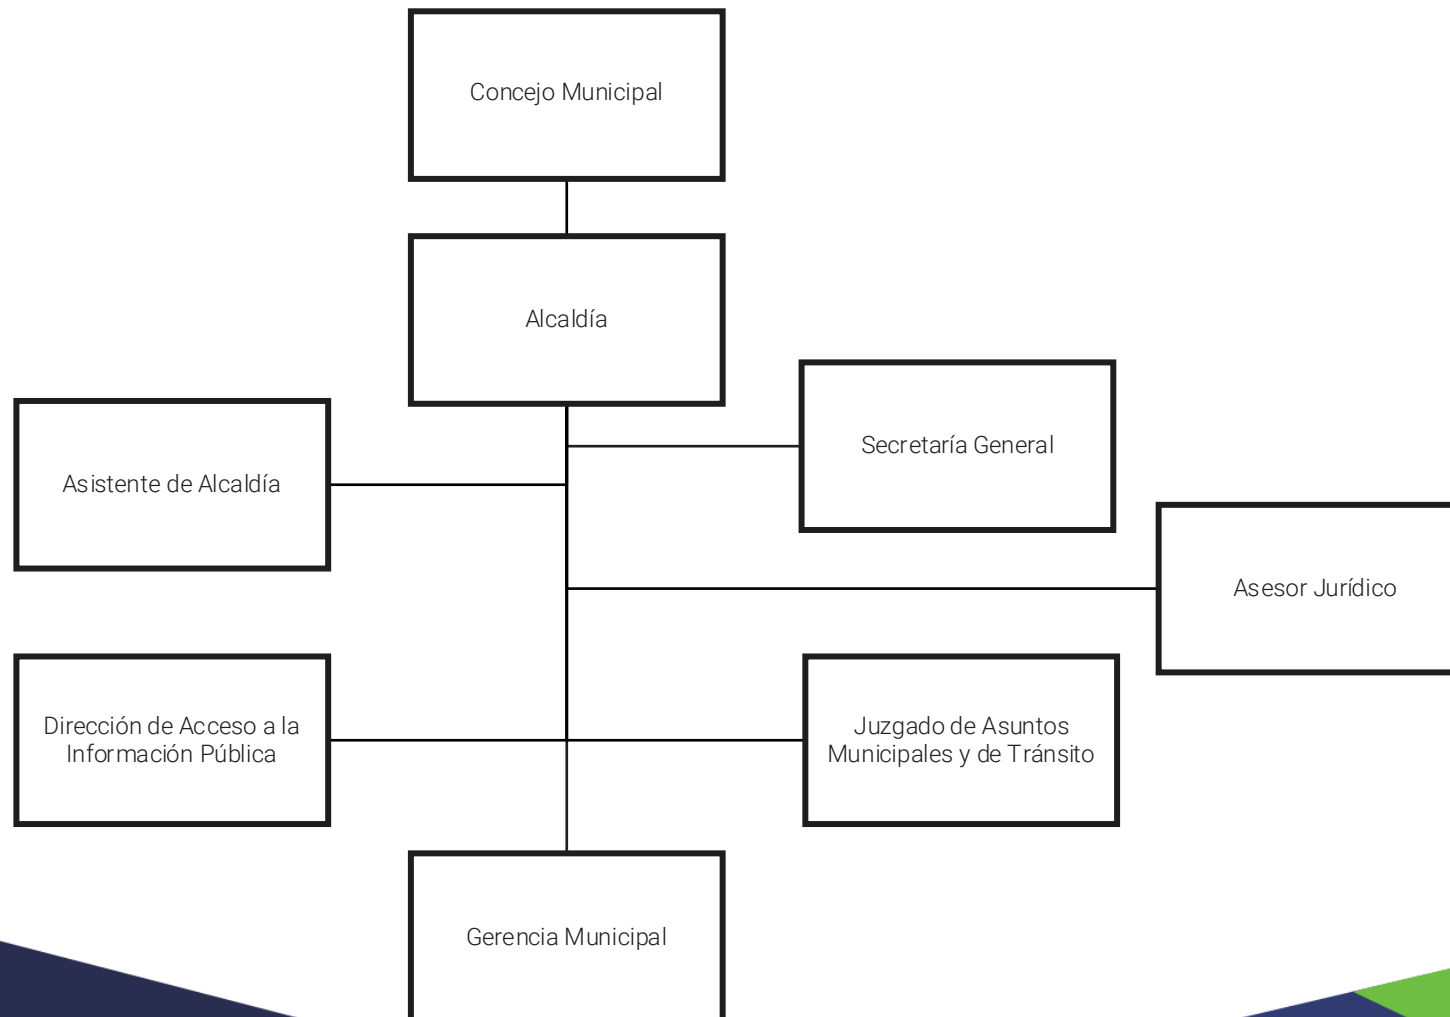 Concejo Municipal
Alcaldía
Secretaría General
Asistente de Alcaldía
Asesor Jurídico
Dirección de Acceso a la
Información Pública
Juzgado de Asuntos
Municipales y de Tránsito
Gerencia Municipal